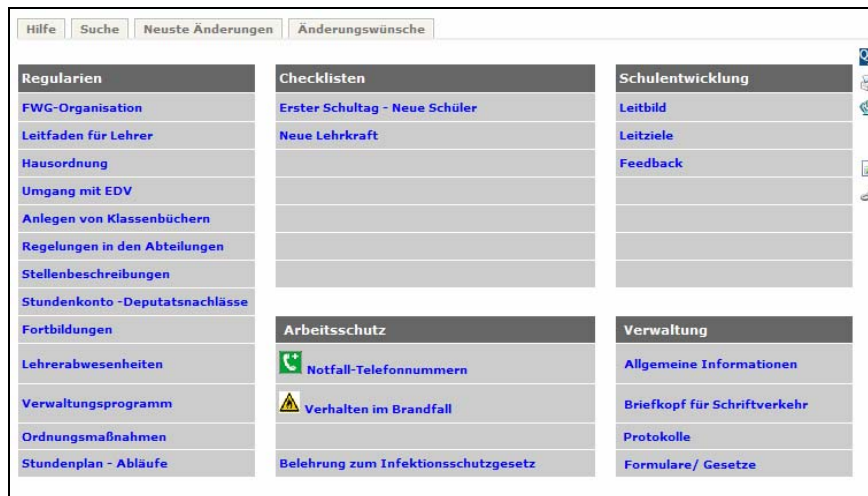 Hilfe
Suche
Neuste Änderungen
Änderungswünsche
Regularien
FWG-Organisation
Leitfaden für Lehrer
Hausordnung
Umgang mit EDV
Anlegen von Klassenbüchern
Regelungen in den Abteilungen
Stellenbeschreibungen
Stundenkonto -Deputatsnachlässe
Fortbildungen
Lehrerabwesenheiten
Verwaltungsprogramm
Ordnungsmaßnahmen
Stundenplan - Abläufe
Checklisten
Erster Schultag - Neue Schüler
Neue Lehrkraft
Arbeitsschutz
Notfall-Telefonnummern
Verhalten im Brandfall
Belehrung zum Infektionsschutzgesetz
Schulentwicklung
Leitbild
Leitziele
Feedback
Verwaltung
Allgemeine Informationen
Briefkopf für Schriftverkehr
Protokolle
Formulare/ Gesetze